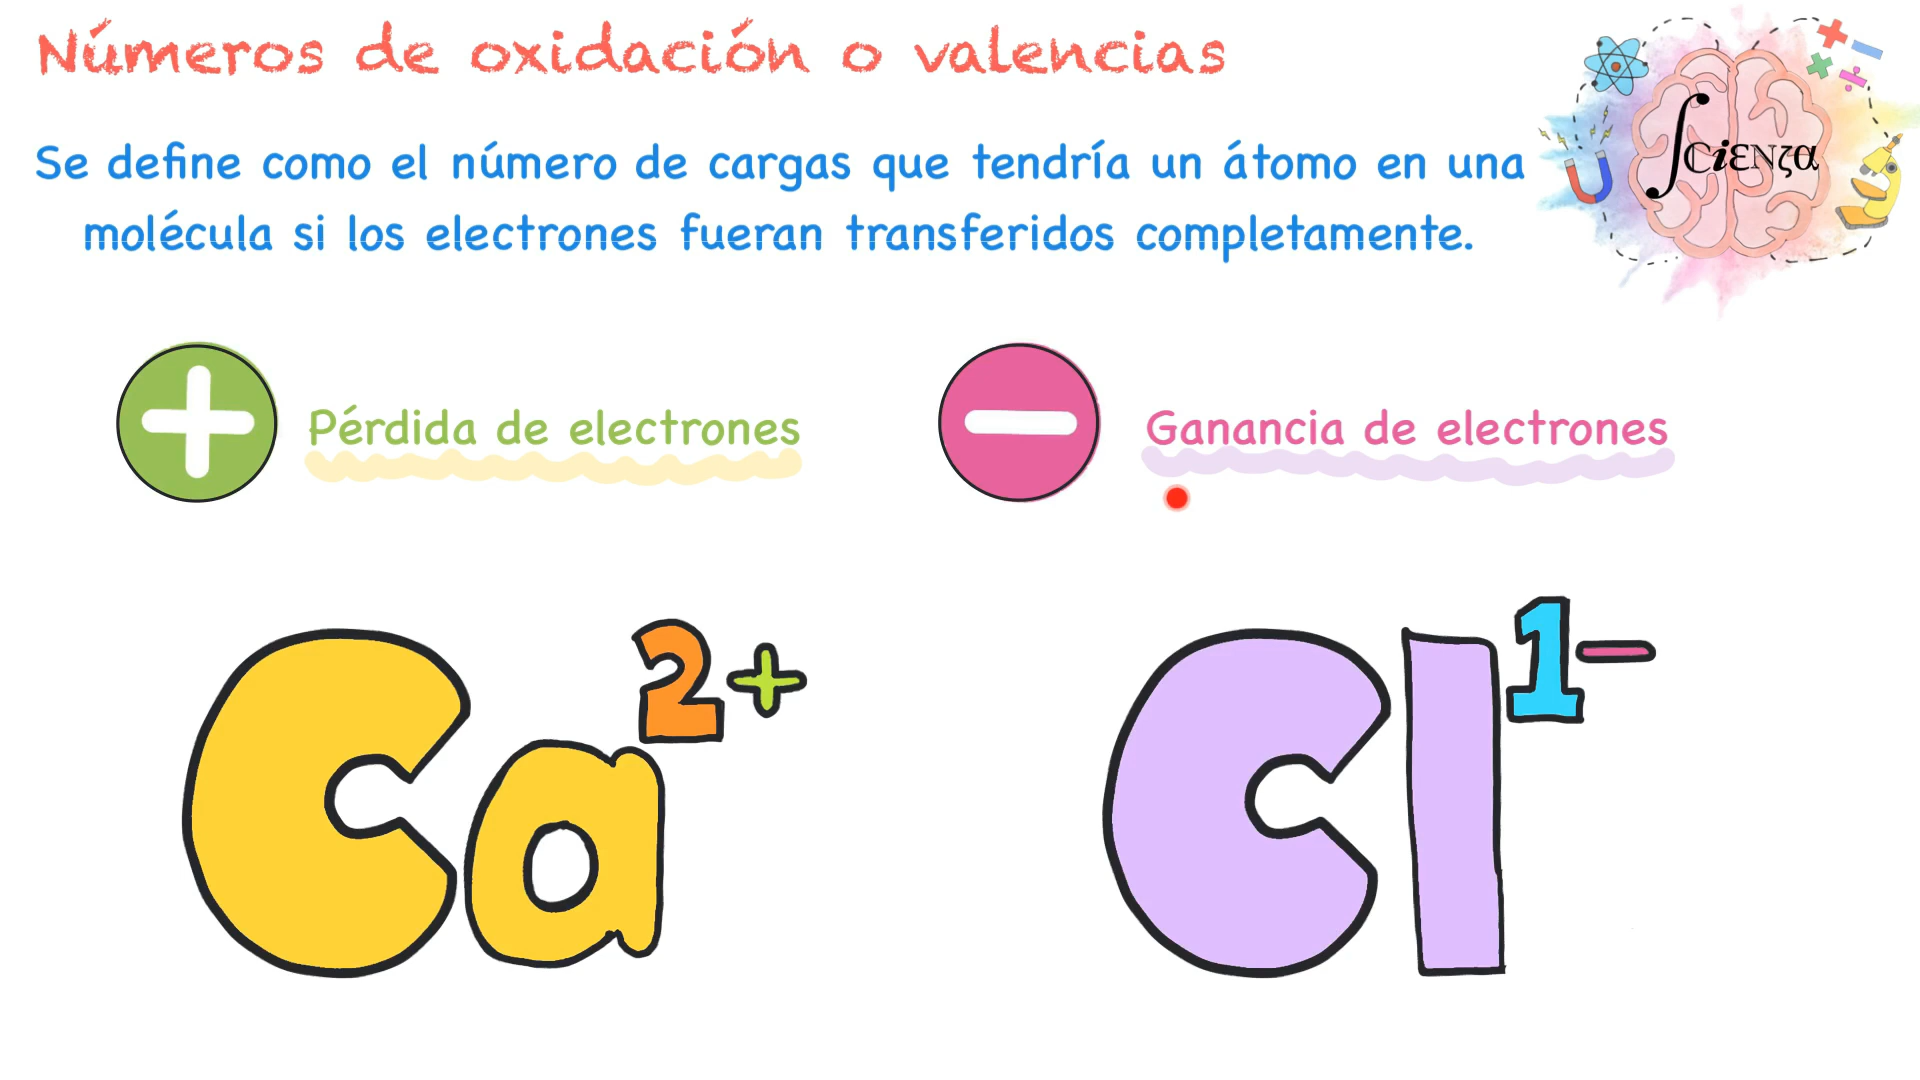 Números de oxidación o valencias
Se define como el número de cargas que tendría un átomo en una
molécula si los electrones fueran transferidos completamente.
∫CiENζα
+ Pérdida de electrones
− Ganancia de electrones
Ca²⁺
Cl¹⁻